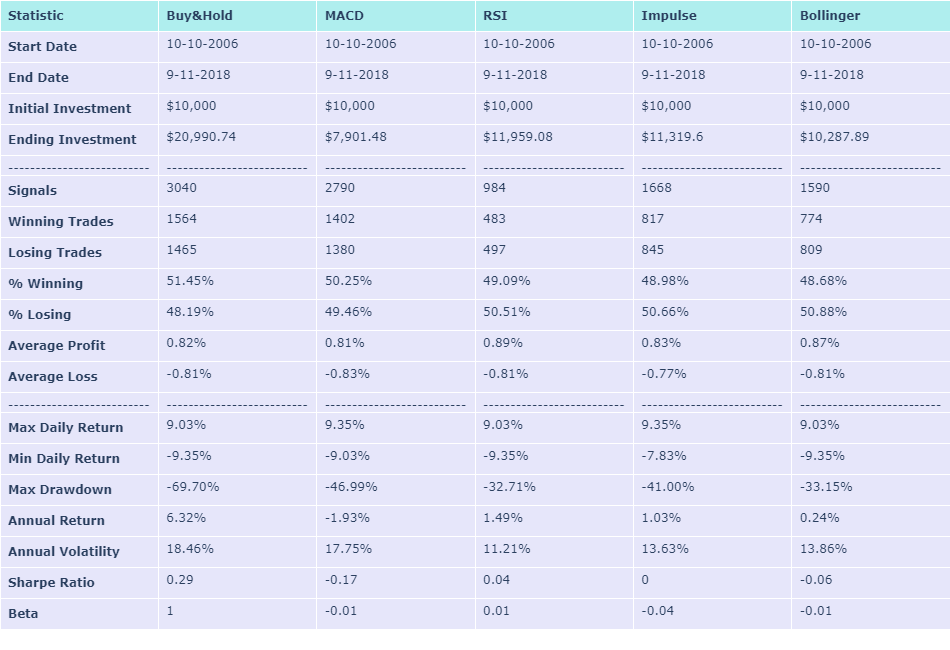 Statistic Buy&Hold MACD RSI Impulse Bollinger
Start Date 10-10-2006 10-10-2006 10-10-2006 10-10-2006 10-10-2006
End Date 9-11-2018 9-11-2018 9-11-2018 9-11-2018 9-11-2018
Initial Investment $10,000 $10,000 $10,000 $10,000 $10,000
Ending Investment $20,990.74 $7,901.48 $11,959.08 $11,319.6 $10,287.89
--------------------------- --------------------------- --------------------------- --------------------------- --------------------------- ---------------------------
Signals 3040 2790 984 1668 1590
Winning Trades 1564 1402 483 817 774
Losing Trades 1465 1380 497 845 809
% Winning 51.45% 50.25% 49.09% 48.98% 48.68%
% Losing 48.19% 49.46% 50.51% 50.66% 50.88%
Average Profit 0.82% 0.81% 0.89% 0.83% 0.87%
Average Loss -0.81% -0.83% -0.81% -0.77% -0.81%
--------------------------- --------------------------- --------------------------- --------------------------- --------------------------- ---------------------------
Max Daily Return 9.03% 9.35% 9.03% 9.35% 9.03%
Min Daily Return -9.35% -9.03% -9.35% -7.83% -9.35%
Max Drawdown -69.70% -46.99% -32.71% -41.00% -33.15%
Annual Return 6.32% -1.93% 1.49% 1.03% 0.24%
Annual Volatility 18.46% 17.75% 11.21% 13.63% 13.86%
Sharpe Ratio 0.29 -0.17 0.04 0 -0.06
Beta 1 -0.01 0.01 -0.04 -0.01